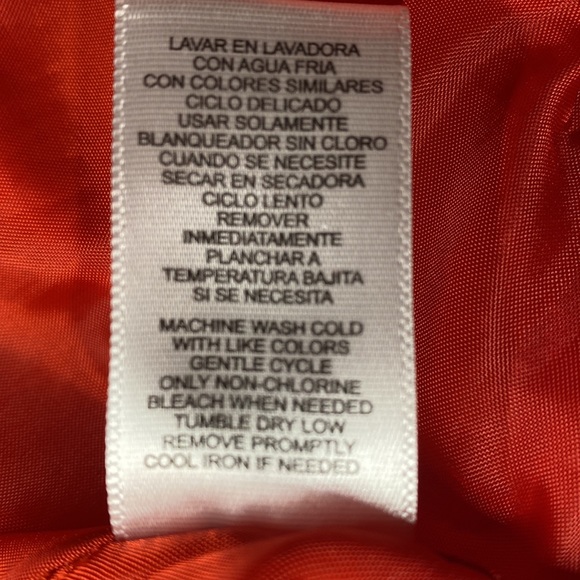 LAVAR EN LAVADORA
CON AGUA FRIA
CON COLORES SIMILARES
CICLO DELICADO
USAR SOLAMENTE
BLANQUEADOR SIN CLORO
CUANDO SE NECESITE
SECAR EN SECADORA
CICLO LENTO
REMOVER
INMEDIATAMENTE
PLANCHAR A
TEMPERATURA BAJITA
SI SE NECESITA
MACHINE WASH COLD
WITH LIKE COLORS
GENTLE CYCLE
ONLY NON-CHLORINE
BLEACH WHEN NEEDED
TUMBLE DRY LOW
REMOVE PROMPTLY
COOL IRON IF NEEDED